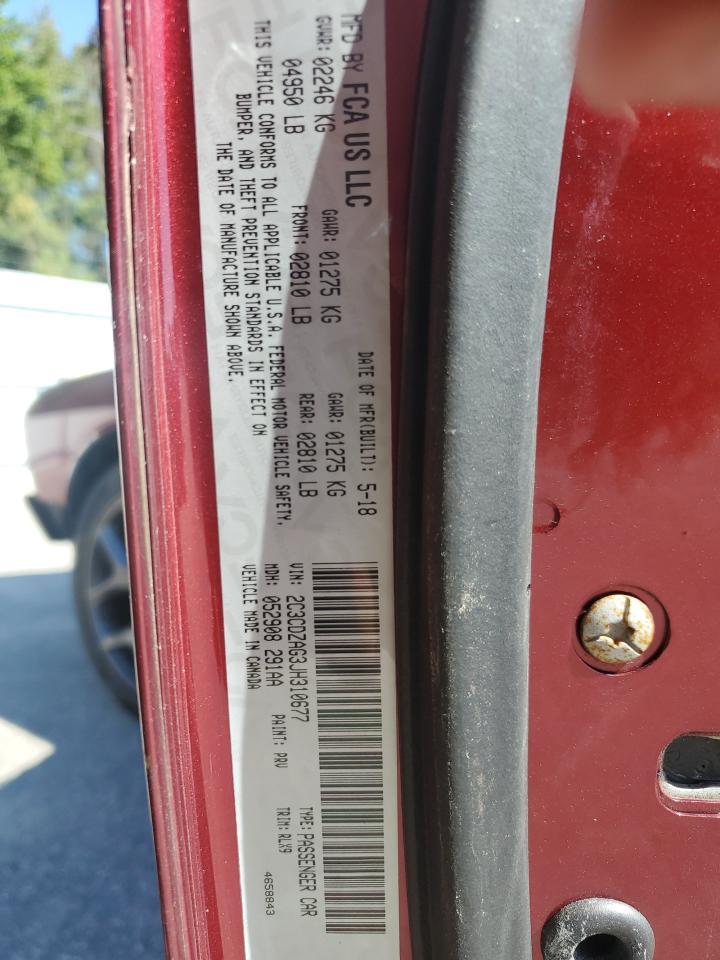 MFD BY FCA US LLC
DATE OF MFR(BUILT): 5-18
GVWR: 02246 KG
GAWR: 01275 KG
GAWR: 01275 KG
04950 LB
FRONT: 02810 LB
REAR: 02810 LB
THIS VEHICLE CONFORMS TO ALL APPLICABLE U.S.A. FEDERAL MOTOR VEHICLE SAFETY,
BUMPER, AND THEFT PREVENTION STANDARDS IN EFFECT ON
THE DATE OF MANUFACTURE SHOWN ABOVE.
VIN: 2C3CDZAG3JH310677
TYPE: PASSENGER CAR
MDH: 052908 291AA
PAINT: PRV
TRIM: RLX9
VEHICLE MADE IN CANADA
4658843